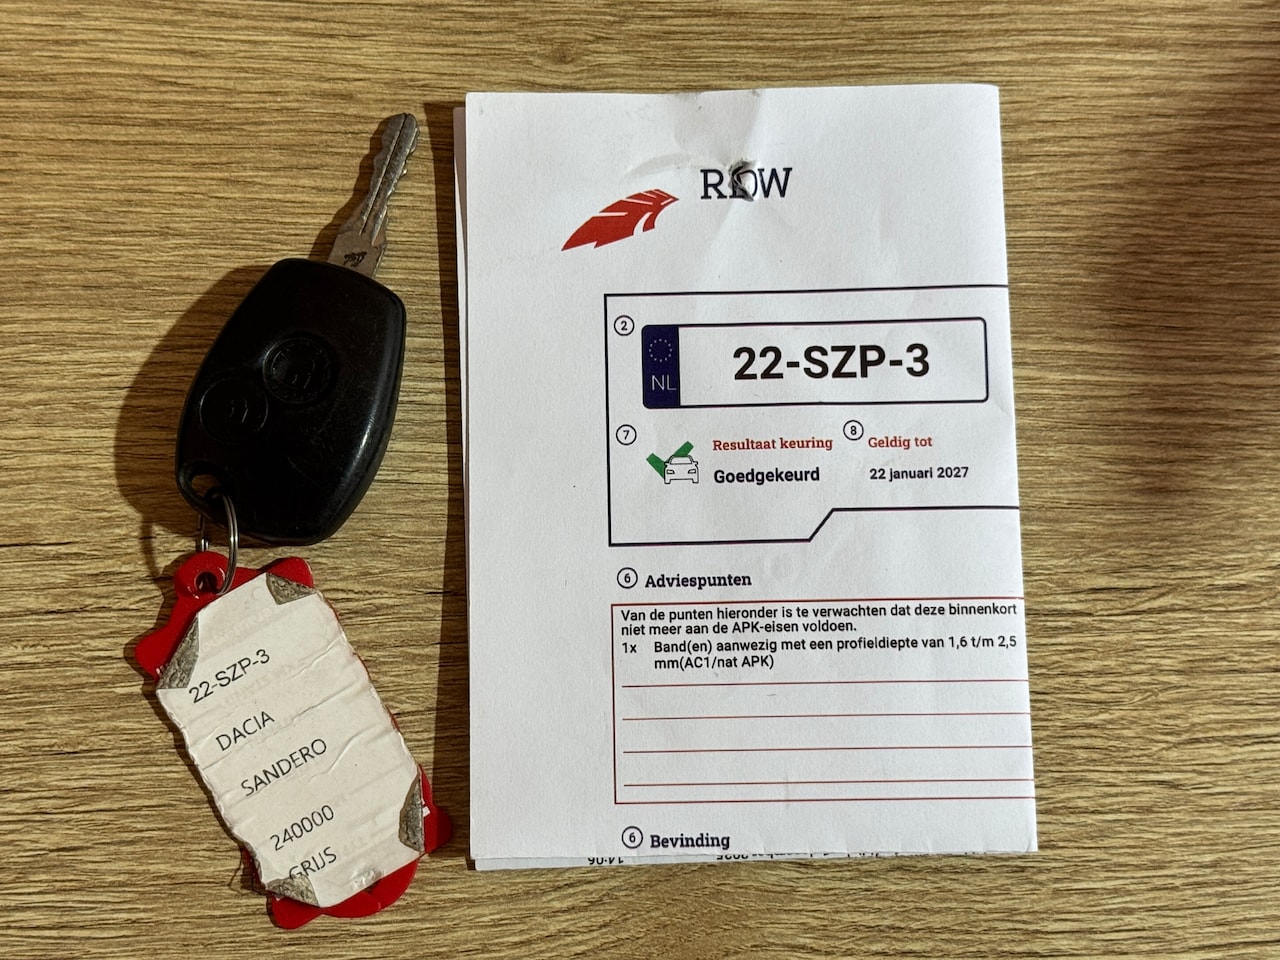 RDW
2
NL
22-SZP-3
7
Resultaat keuring
Goedgekeurd
8
Geldig tot
22 januari 2027
6 Adviespunten
Van de punten hieronder is te verwachten dat deze binnenkort
niet meer aan de APK-eisen voldoen.
1x Band(en) aanwezig met een profieldiepte van 1,6 t/m 2,5
mm(AC1/nat APK)
6 Bevinding
22-SZP-3
DACIA
SANDERO
240000
GRIJS